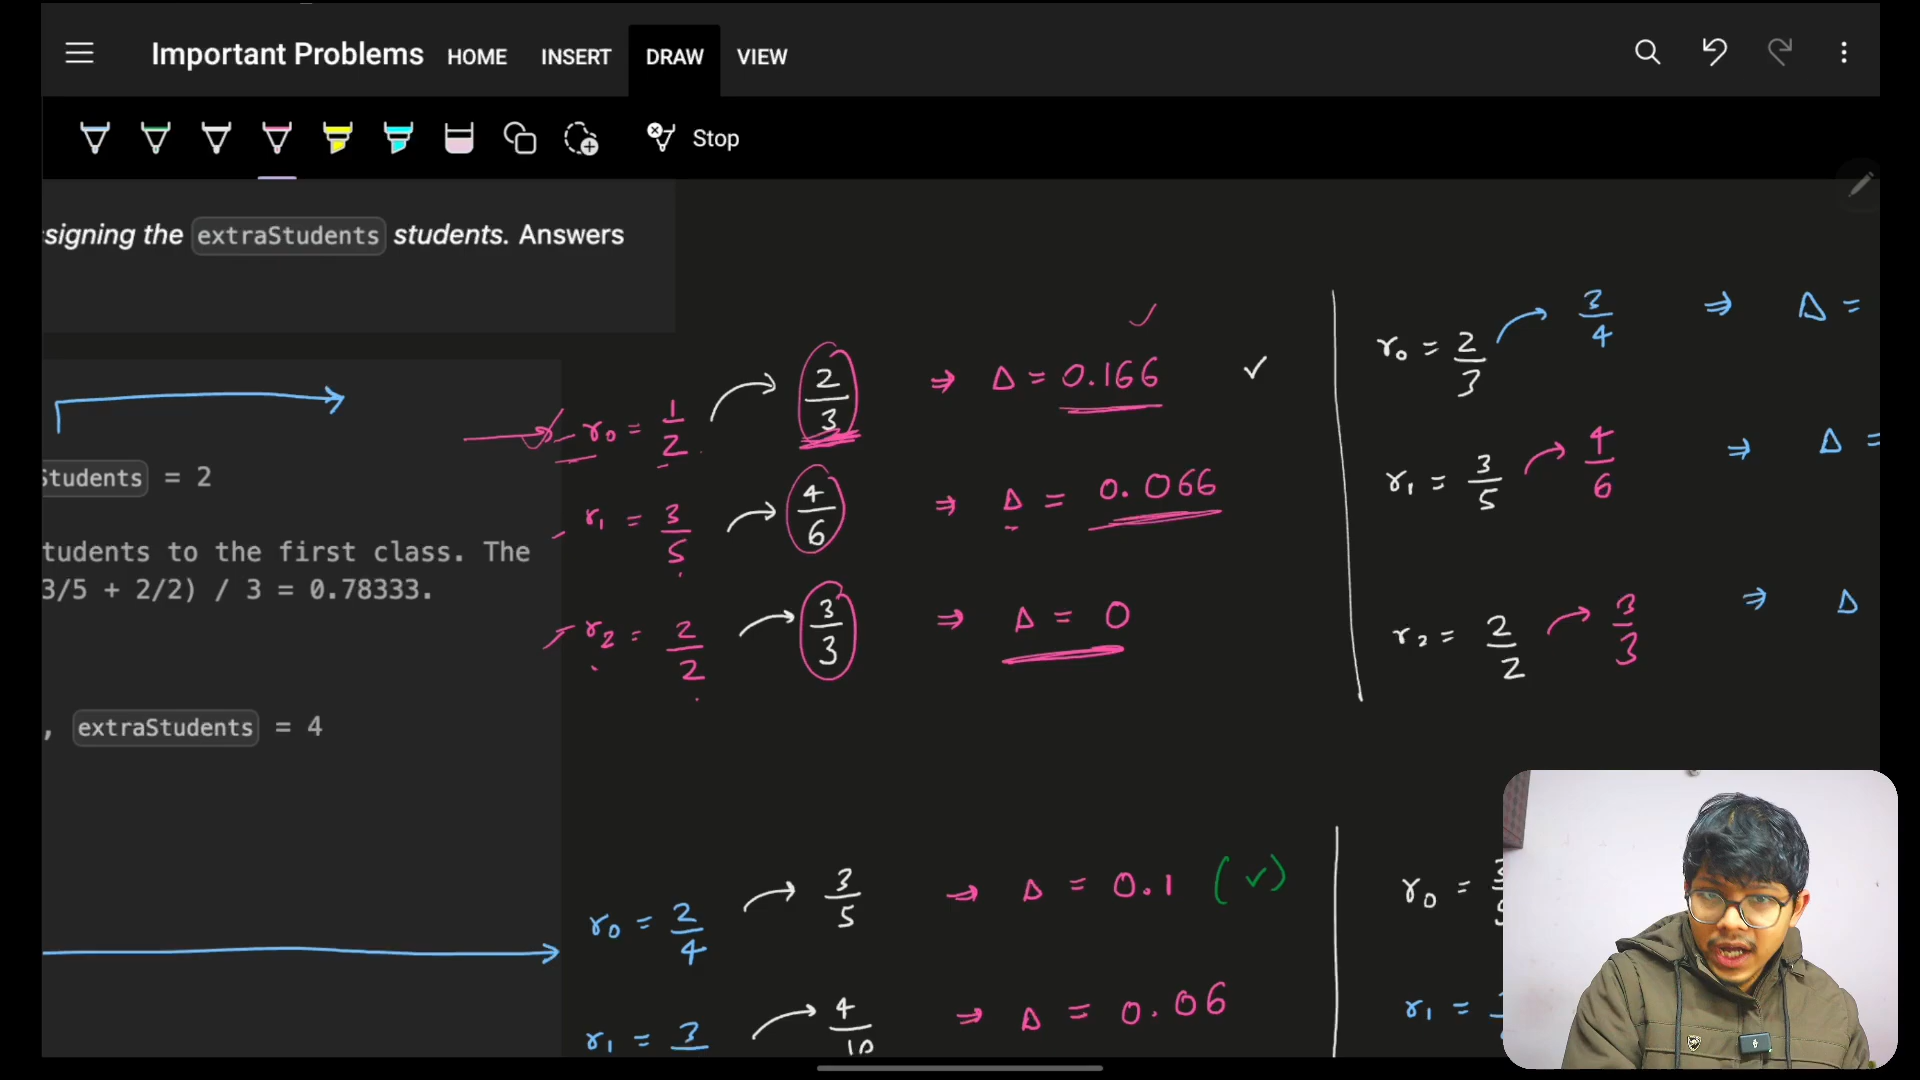 Important Problems HOME INSERT DRAW VIEW
Stop
signing the extraStudents students. Answers
Students = 2
tudents to the first class. The
3/5 + 2/2) / 3 = 0.78333.
, extraStudents = 4
r0 = 1/2 → 2/3 ⇒ Δ = 0.166 ✓
r1 = 3/5 → 4/6 ⇒ Δ = 0.066
r2 = 2/2 → 3/3 ⇒ Δ = 0
r0 = 2/3 → 3/4 ⇒ Δ =
r1 = 3/5 → 4/6 ⇒ Δ =
r2 = 2/2 → 3/3 ⇒ Δ
r0 = 2/4 → 3/5 ⇒ Δ = 0.1 (✓)
r1 = 3 → 4/10 ⇒ Δ = 0.06
r0 =
r1 =